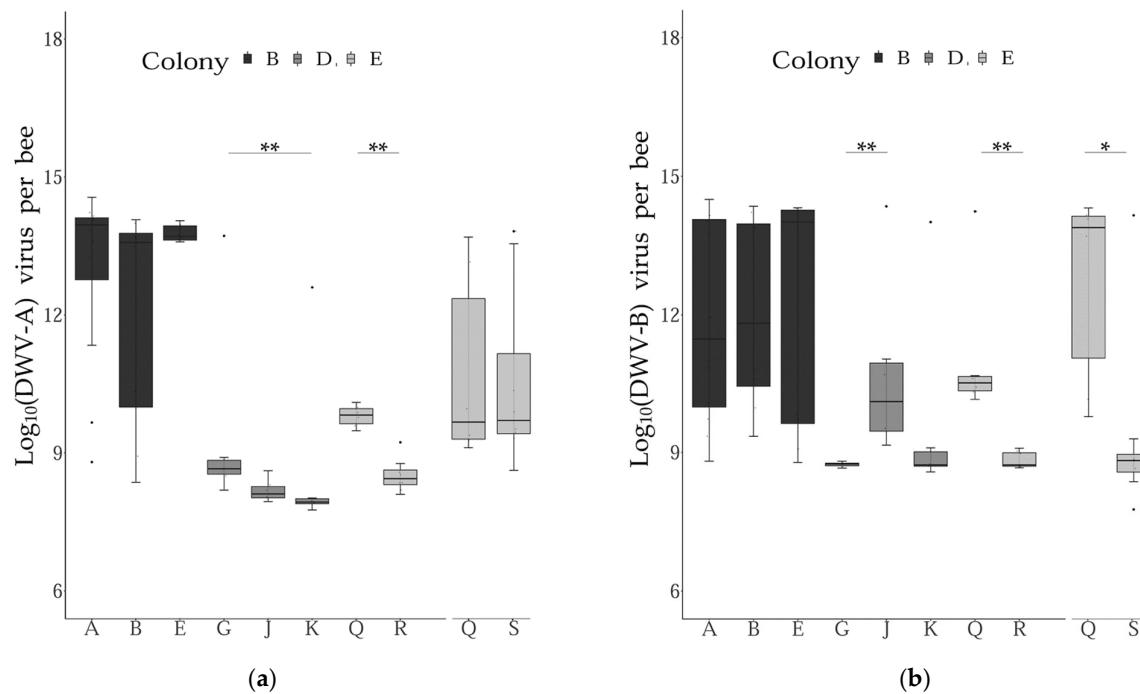 18
15
12
9
6
Log10(DWV-A) virus per bee
Colony B D E
** **
A B E G J K Q R Q S
(a)
18
15
12
9
6
Log10(DWV-B) virus per bee
Colony B D E
** ** *
A B E G J K Q R Q S
(b)